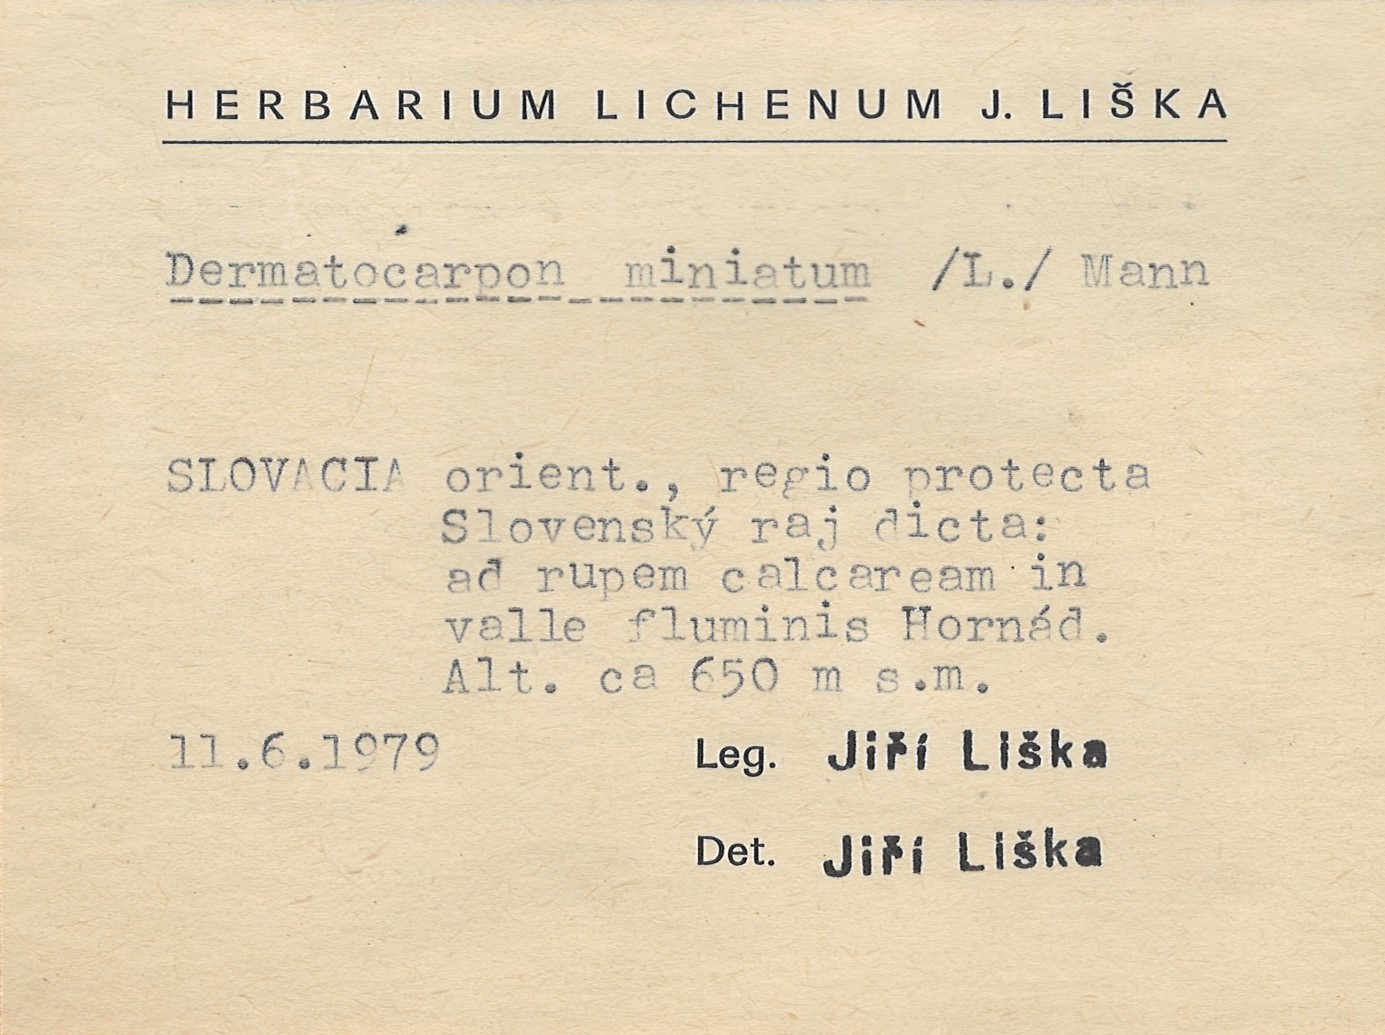 HERBARIUM LICHENUM J. LIŠKA
Dermatocarpon miniatum /L./ Mann
SLOVACIA orient., regio protecta
Slovenský raj dicta:
ad rupem calcaream in
valle fluminis Hornád.
Alt. ca 650 m s.m.
11.6.1979 Leg. Jiří Liška
Det. Jiří Liška